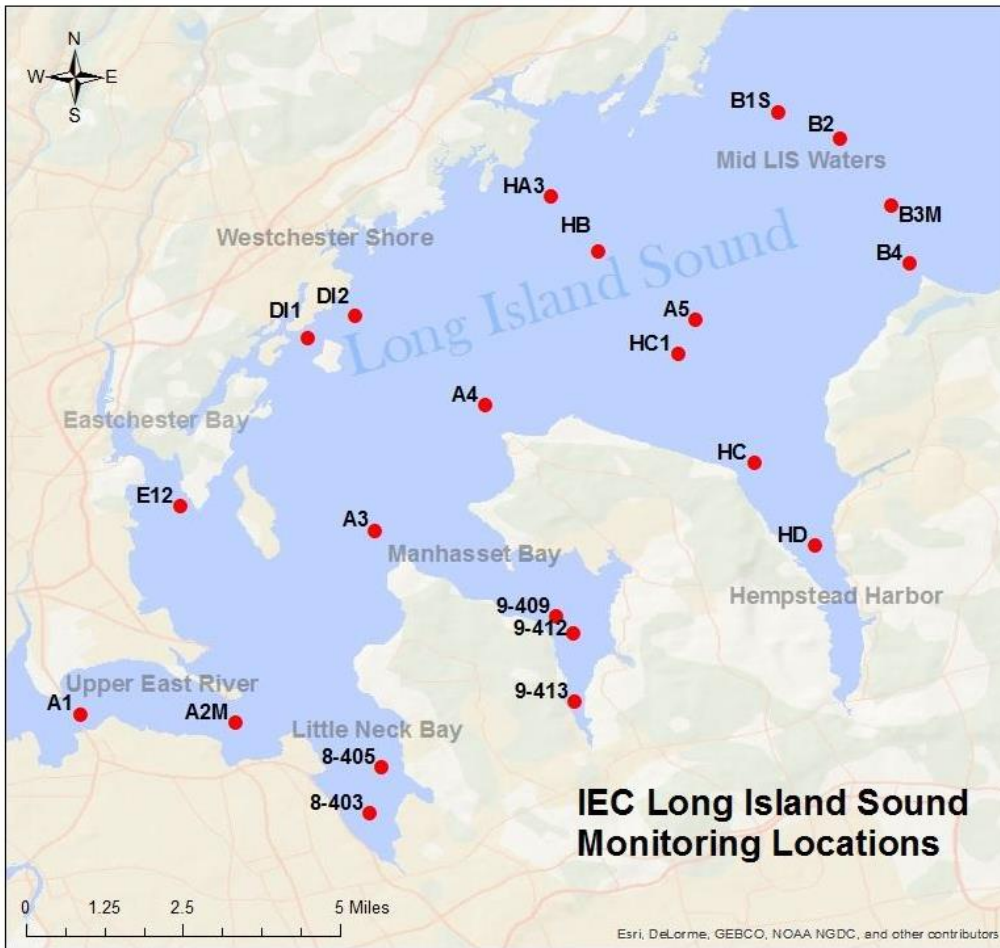 N
W E
S
B1S
B2
Mid LIS Waters
HA3
B3M
HB
Westchester Shore
B4
Long Island Sound
DI2
DI1
A5
HC1
A4
Eastchester Bay
HC
E12
A3
HD
Manhasset Bay
Hempstead Harbor
9-409
9-412
Upper East River
9-413
A1
A2M
Little Neck Bay
8-405
8-403
IEC Long Island Sound
Monitoring Locations
0 1.25 2.5 5 Miles
Esri, DeLorme, GEBCO, NOAA NGDC, and other contributors